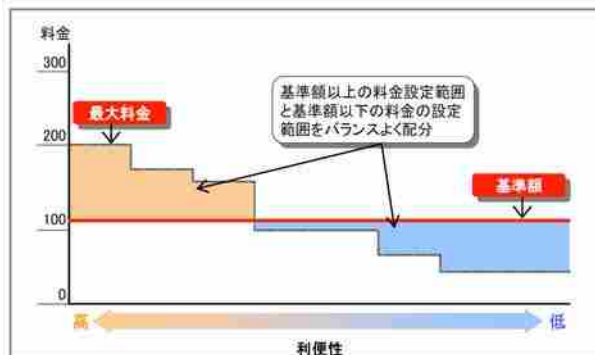 料金
300
最大料金
基準額以上の料金設定範囲
と基準額以下の料金の設定
範囲をバランスよく配分
200
基準額
100
0
高
低
利便性